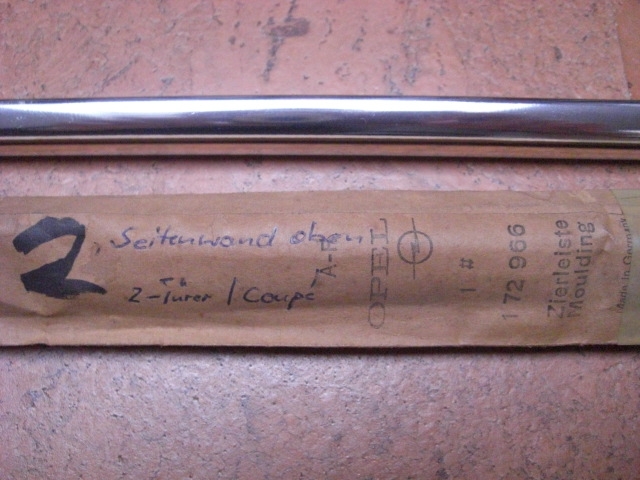 2
Seitenwand oben
2-Türer / Coupe
A-R
OPEL
1 #
1 72 966
Zierleiste
Moulding
Made in Germany